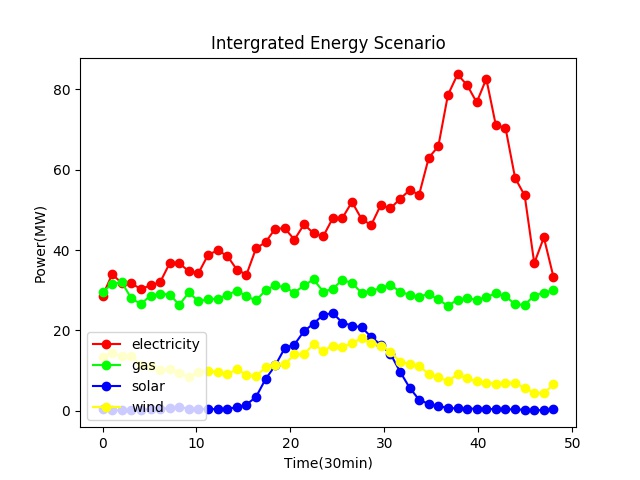 Intergrated Energy Scenario
Power(MW)
80
60
40
20
0
electricity
gas
solar
wind
0 10 20 30 40 50
Time(30min)